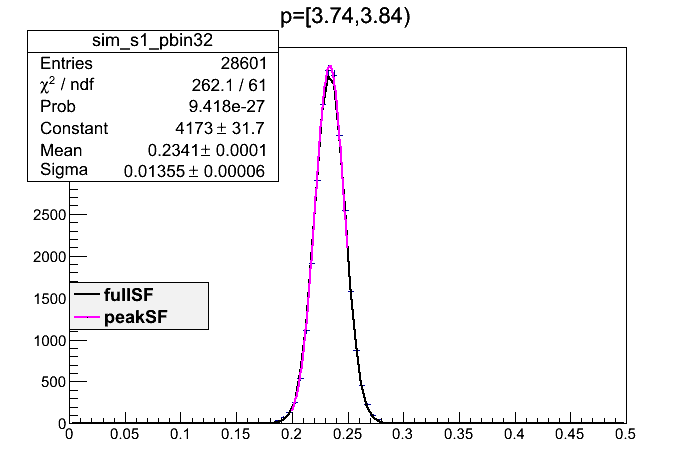 p=[3.74,3.84)
sim_s1_pbin32
Entries 28601
χ² / ndf 262.1 / 61
Prob 9.418e-27
Constant 4173 ± 31.7
Mean 0.2341 ± 0.0001
Sigma 0.01355 ± 0.00006
2500
2000
1500
1000
500
0
fullSF
peakSF
0 0.05 0.1 0.15 0.2 0.25 0.3 0.35 0.4 0.45 0.5